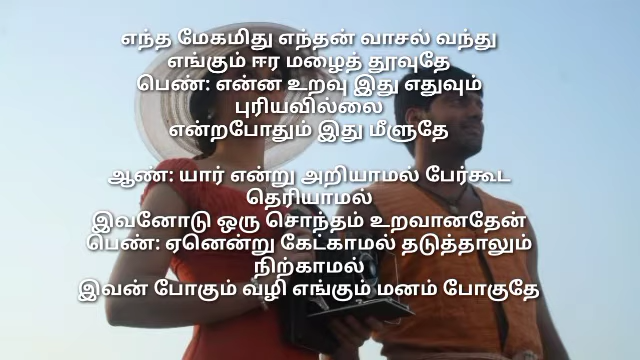 எந்த மேகமிது எந்தன் வாசல் வந்து
எங்கும் ஈர மழைத் தூவுதே
பெண்: என்ன உறவு இது எதுவும்
புரியவில்லை
என்றபோதும் இது மீளுதே
ஆண்: யார் என்று அறியாமல் பேர்கூட
தெரியாமல்
இவனோடு ஒரு சொந்தம் உறவானதேன்
பெண்: ஏனென்று கேட்காமல் தடுத்தாலும்
நிற்காமல்
இவன் போகும் வழி எங்கும் மனம் போகுதே